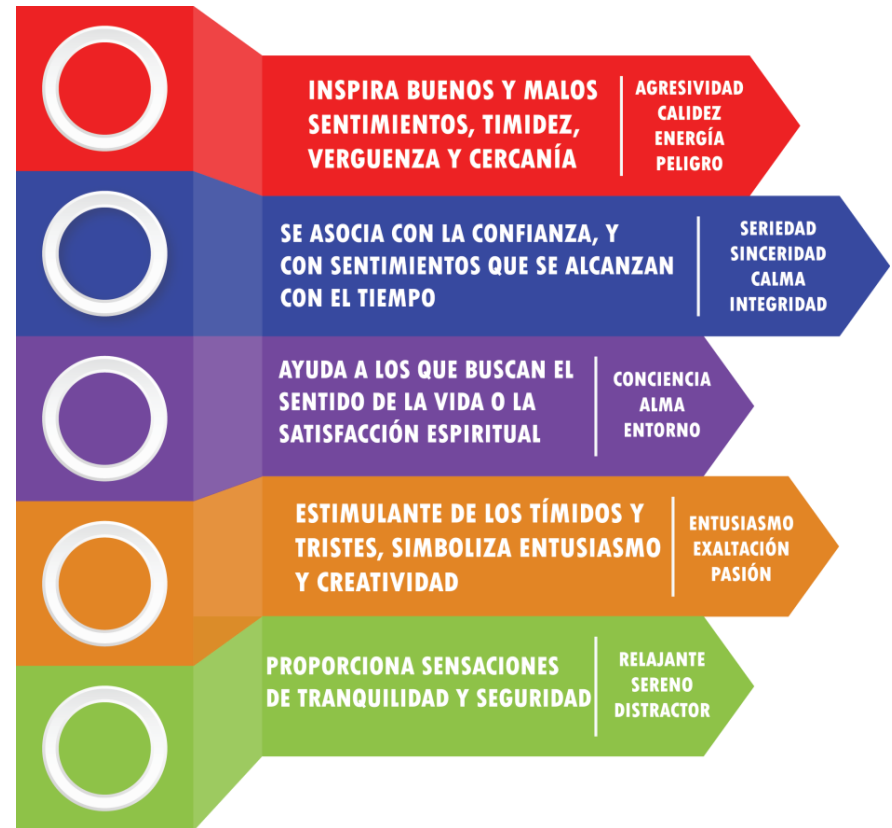 INSPIRA BUENOS Y MALOS
SENTIMIENTOS, TIMIDEZ,
VERGUENZA Y CERCANÍA
AGRESIVIDAD
CALIDEZ
ENERGÍA
PELIGRO
SE ASOCIA CON LA CONFIANZA, Y
CON SENTIMIENTOS QUE SE ALCANZAN
CON EL TIEMPO
SERIEDAD
SINCERIDAD
CALMA
INTEGRIDAD
AYUDA A LOS QUE BUSCAN EL
SENTIDO DE LA VIDA O LA
SATISFACCIÓN ESPIRITUAL
CONCIENCIA
ALMA
ENTORNO
ESTIMULANTE DE LOS TÍMIDOS Y
TRISTES, SIMBOLIZA ENTUSIASMO
Y CREATIVIDAD
ENTUSIASMO
EXALTACIÓN
PASIÓN
PROPORCIONA SENSACIONES
DE TRANQUILIDAD Y SEGURIDAD
RELAJANTE
SERENO
DISTRACTOR